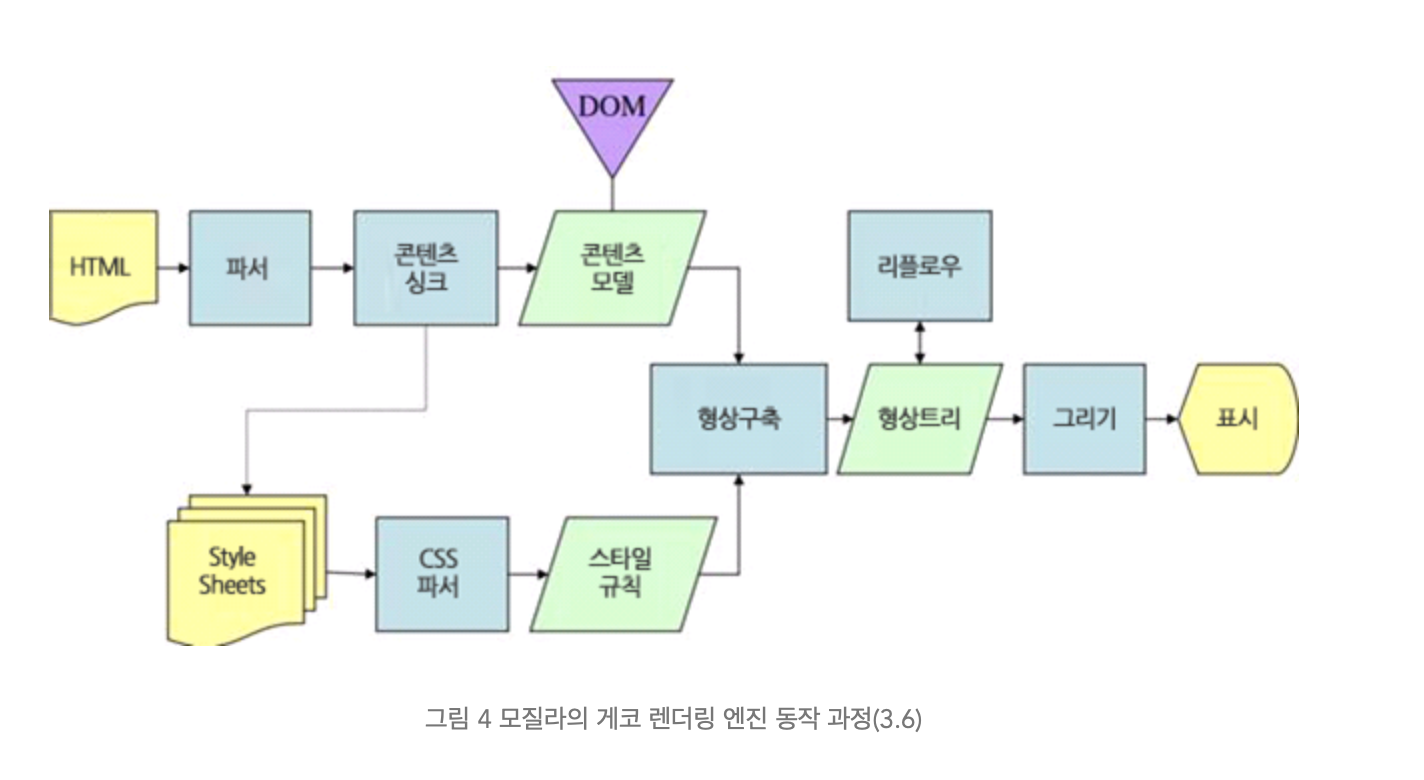 DOM
HTML
파서
콘텐츠
싱크
콘텐츠
모델
리플로우
형상구축
형상트리
그리기
표시
Style
Sheets
CSS
파서
스타일
규칙
그림 4 모질라의 게코 렌더링 엔진 동작 과정(3.6)